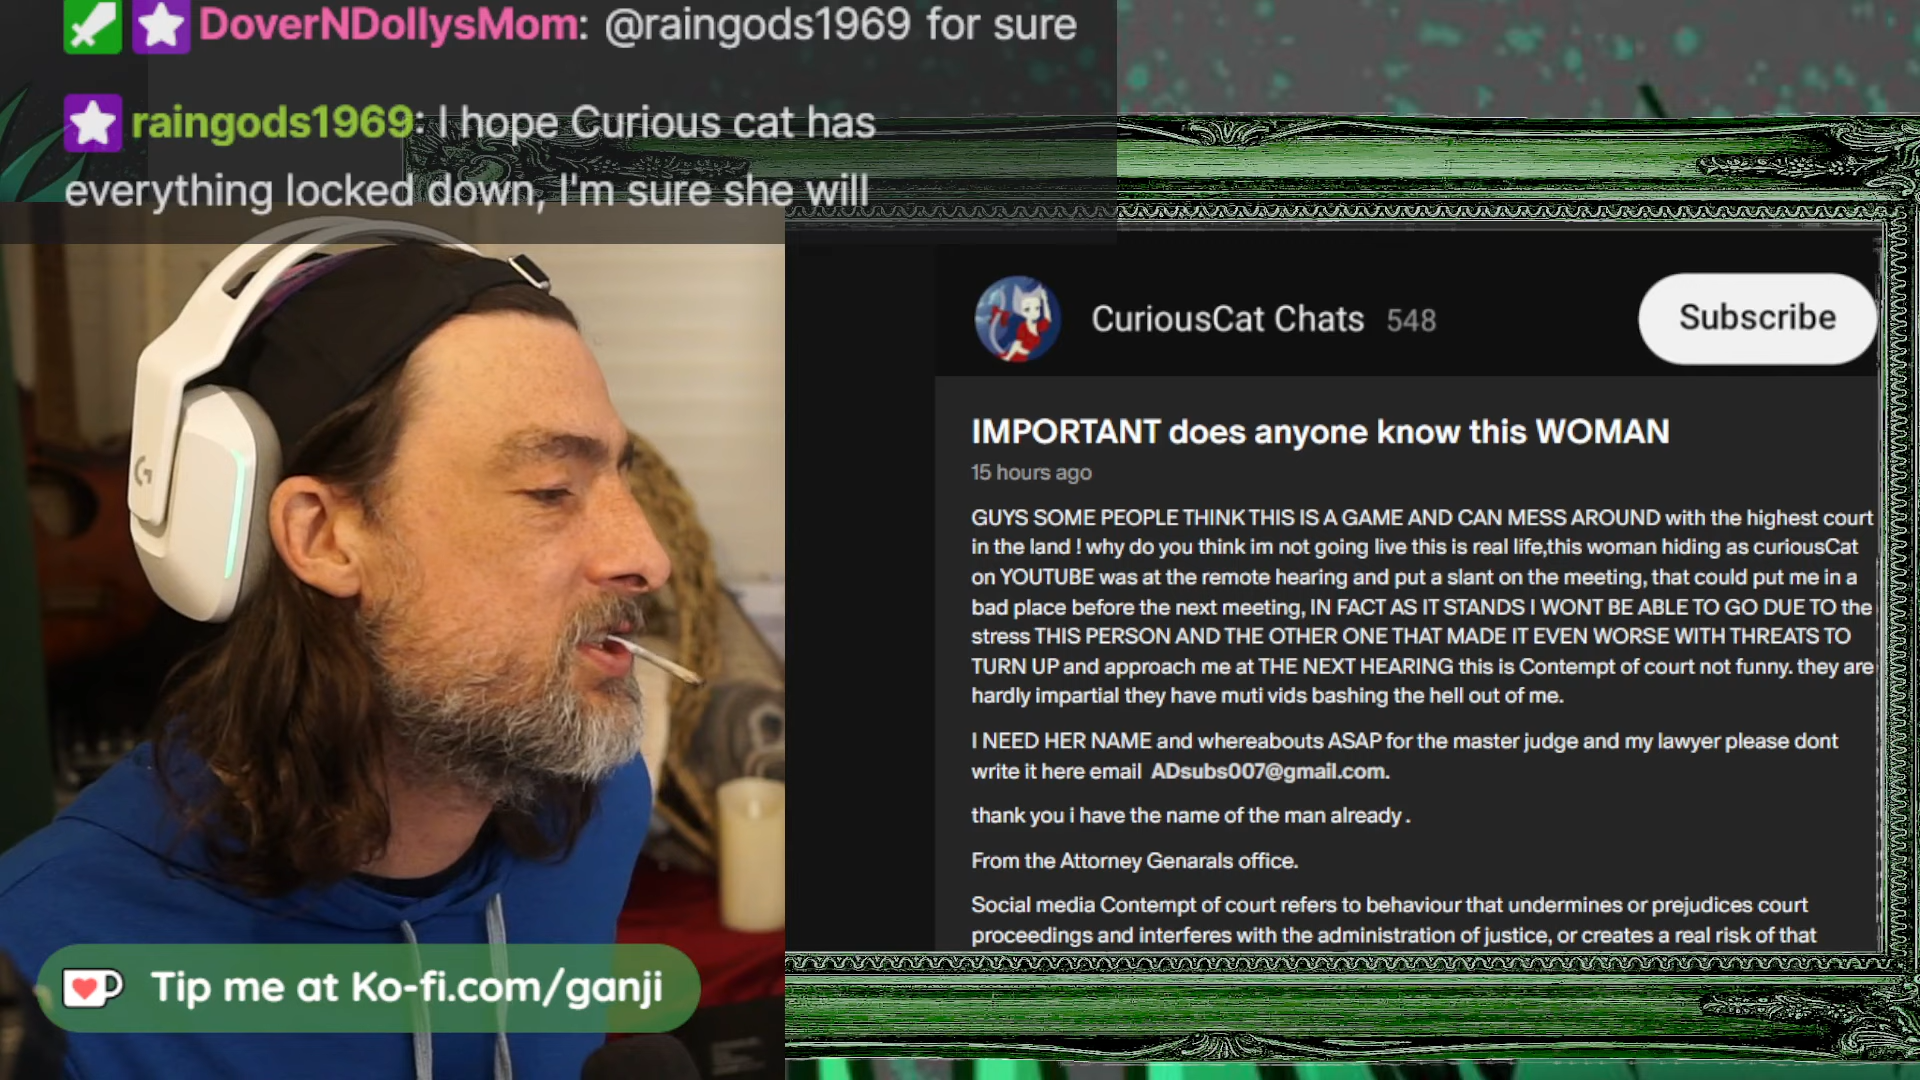 DoverNDollysMom: @raingods1969 for sure
raingods1969: I hope Curious cat has
everything locked down, I'm sure she will
CuriousCat Chats 548
Subscribe
IMPORTANT does anyone know this WOMAN
15 hours ago
GUYS SOME PEOPLE THINK THIS IS A GAME AND CAN MESS AROUND with the highest court
in the land ! why do you think im not going live this is real life,this woman hiding as curiousCat
on YOUTUBE was at the remote hearing and put a slant on the meeting, that could put me in a
bad place before the next meeting, IN FACT AS IT STANDS I WONT BE ABLE TO GO DUE TO the
stress THIS PERSON AND THE OTHER ONE THAT MADE IT EVEN WORSE WITH THREATS TO
TURN UP and approach me at THE NEXT HEARING this is Contempt of court not funny. they are
hardly impartial they have muti vids bashing the hell out of me.
I NEED HER NAME and whereabouts ASAP for the master judge and my lawyer please dont
write it here email ADsubs007@gmail.com.
thank you i have the name of the man already .
From the Attorney Genarals office.
Social media Contempt of court refers to behaviour that undermines or prejudices court
proceedings and interferes with the administration of justice, or creates a real risk of that
Tip me at Ko-fi.com/ganji